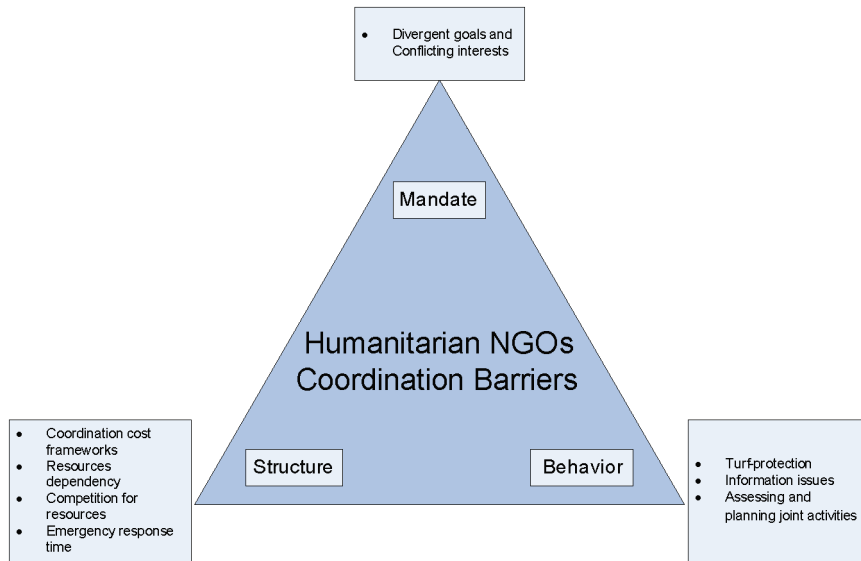 Divergent goals and
Conflicting interests
Mandate
Humanitarian NGOs
Coordination Barriers
Structure
Behavior
• Coordination cost
frameworks
• Resources
dependency
• Competition for
resources
• Emergency response
time
• Turf-protection
• Information issues
• Assessing and
planning joint activities